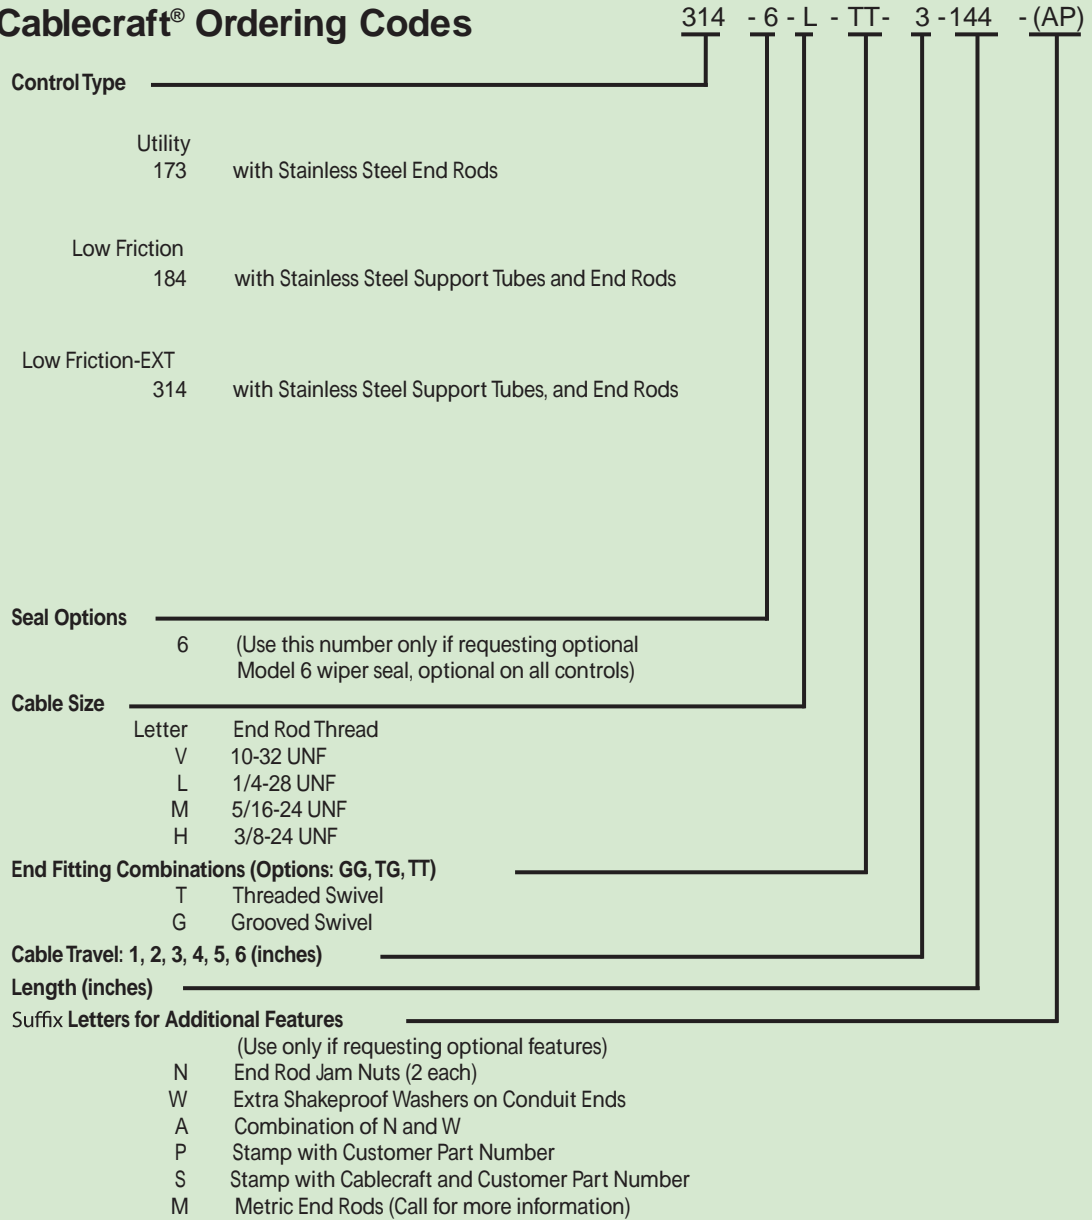 Cablecraft® Ordering Codes 314 - 6 - L - TT - 3 - 144 - (AP)
Control Type
Utility
173 with Stainless Steel End Rods
Low Friction
184 with Stainless Steel Support Tubes and End Rods
Low Friction-EXT
314 with Stainless Steel Support Tubes, and End Rods
Seal Options
6 (Use this number only if requesting optional
Model 6 wiper seal, optional on all controls)
Cable Size
Letter End Rod Thread
V 10-32 UNF
L 1/4-28 UNF
M 5/16-24 UNF
H 3/8-24 UNF
End Fitting Combinations (Options: GG, TG, TT)
T Threaded Swivel
G Grooved Swivel
Cable Travel: 1, 2, 3, 4, 5, 6 (inches)
Length (inches)
Suffix Letters for Additional Features
(Use only if requesting optional features)
N End Rod Jam Nuts (2 each)
W Extra Shakeproof Washers on Conduit Ends
A Combination of N and W
P Stamp with Customer Part Number
S Stamp with Cablecraft and Customer Part Number
M Metric End Rods (Call for more information)